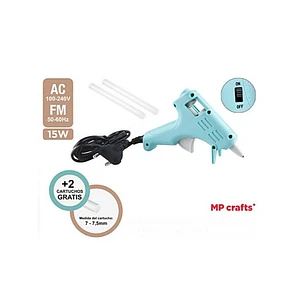 AC
100-240V
FM
50-60Hz
15W
ON
OFF
+2
CARTUCHOS
GRATIS
Medida del cartucho:
7 - 7,5mm
MP crafts